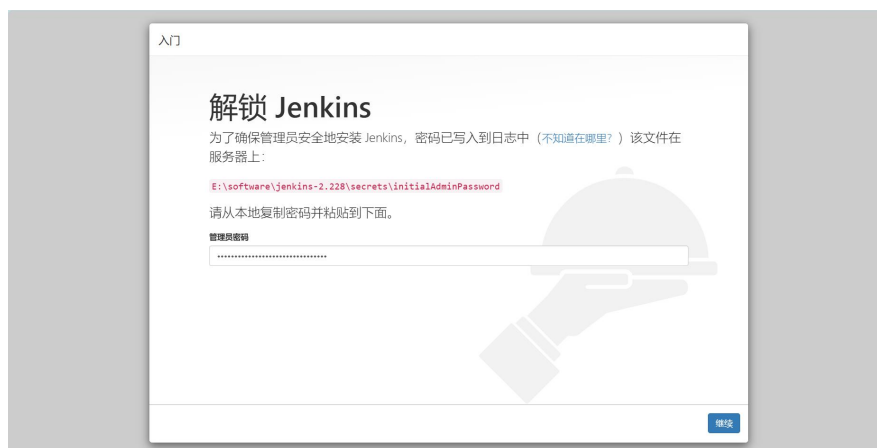 入门
解锁 Jenkins
为了确保管理员安全地安装 Jenkins，密码已写入到日志中（不知道在哪里？）该文件在
服务器上：
E:\software\jenkins-2.228\secrets\initialAdminPassword
请从本地复制密码并粘贴到下面。
管理员密码
••••••••••••••••••••••••••••••••
继续